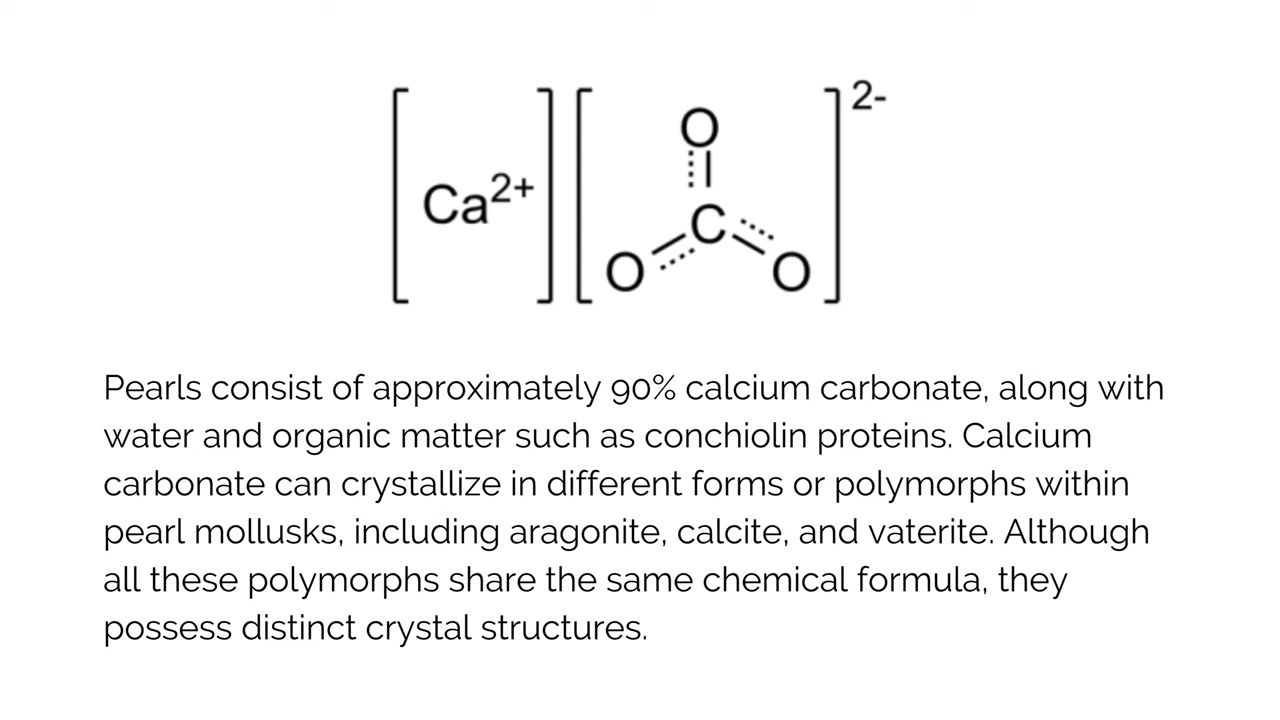 Ca2+
2-
O
C
O O
Pearls consist of approximately 90% calcium carbonate, along with
water and organic matter such as conchiolin proteins. Calcium
carbonate can crystallize in different forms or polymorphs within
pearl mollusks, including aragonite, calcite, and vaterite. Although
all these polymorphs share the same chemical formula, they
possess distinct crystal structures.